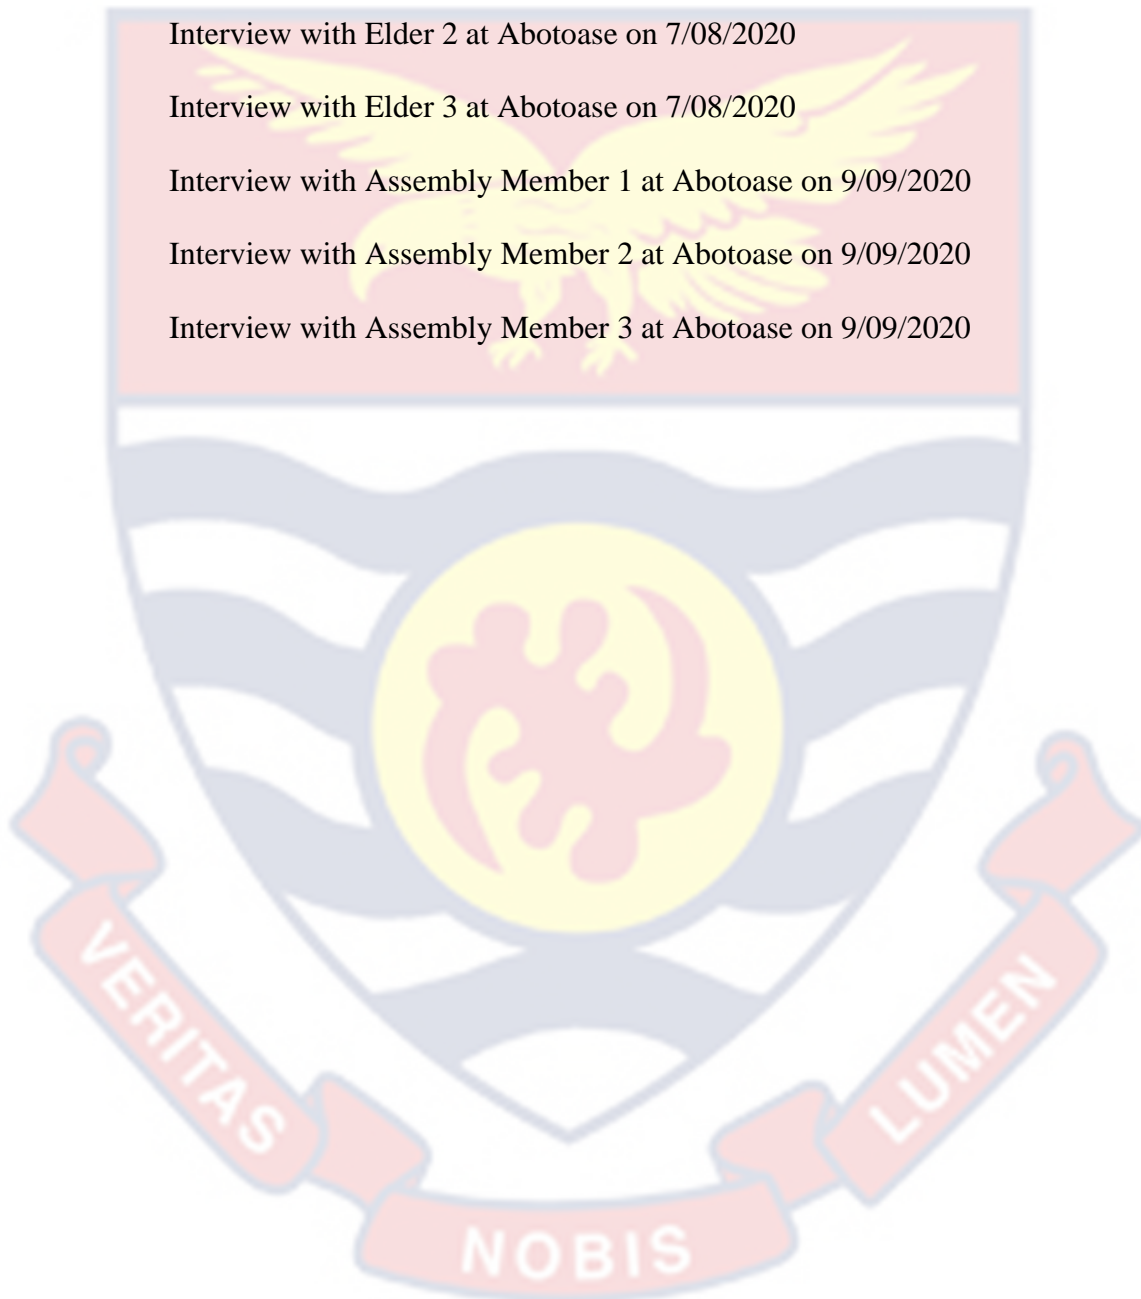 Interview with Elder 2 at Abotoase on 7/08/2020
Interview with Elder 3 at Abotoase on 7/08/2020
Interview with Assembly Member 1 at Abotoase on 9/09/2020
Interview with Assembly Member 2 at Abotoase on 9/09/2020
Interview with Assembly Member 3 at Abotoase on 9/09/2020
VERITAS
NOBIS
LUMEN